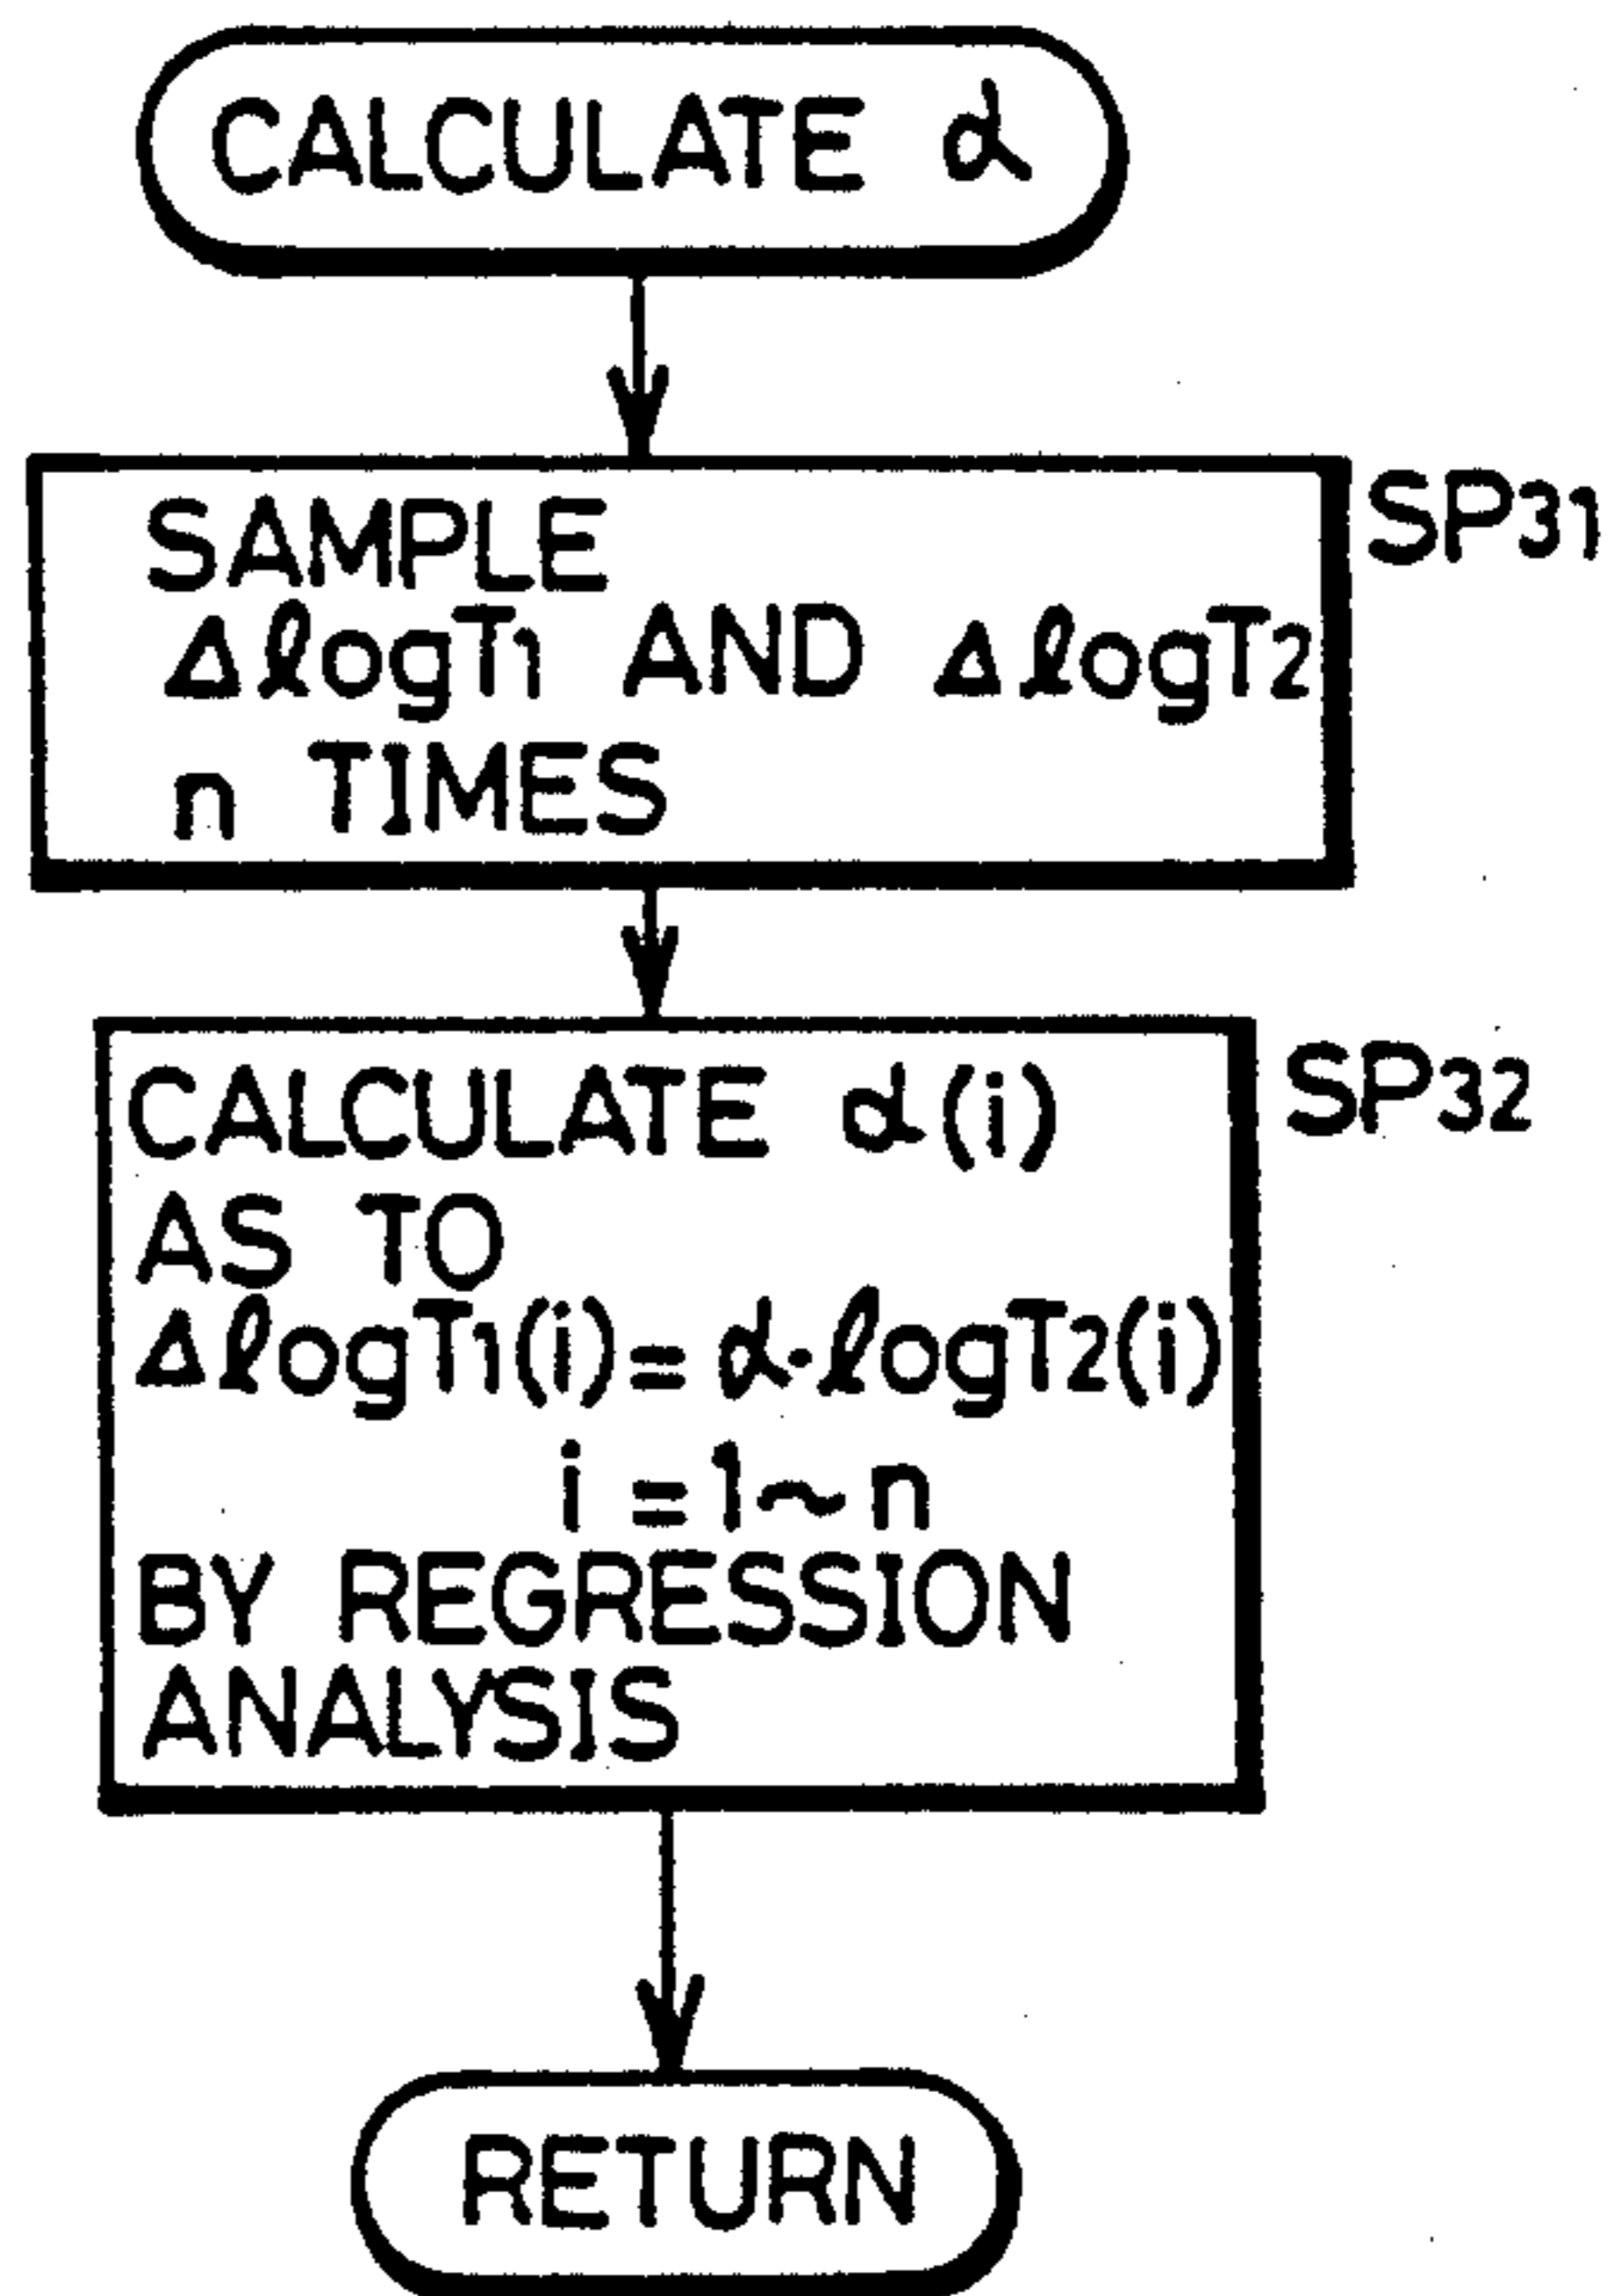 CALCULATE α
SAMPLE
ΔlogT1 AND ΔlogT2
n TIMES
SP31
CALCULATE α(i)
AS TO
ΔlogT1(i)=α·logT2(i)
i=1~n
BY REGRESSION
ANALYSIS
SP32
RETURN